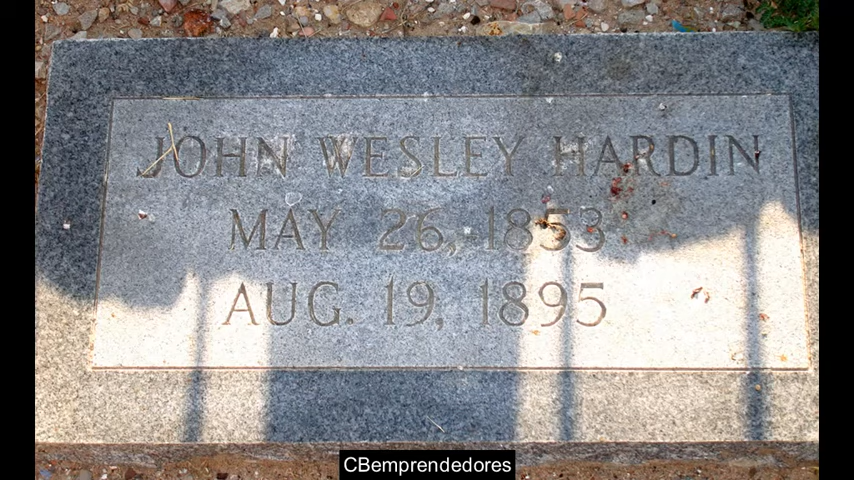 JOHN WESLEY HARDIN
MAY 26, 1853
AUG. 19, 1895
CBemprendedores